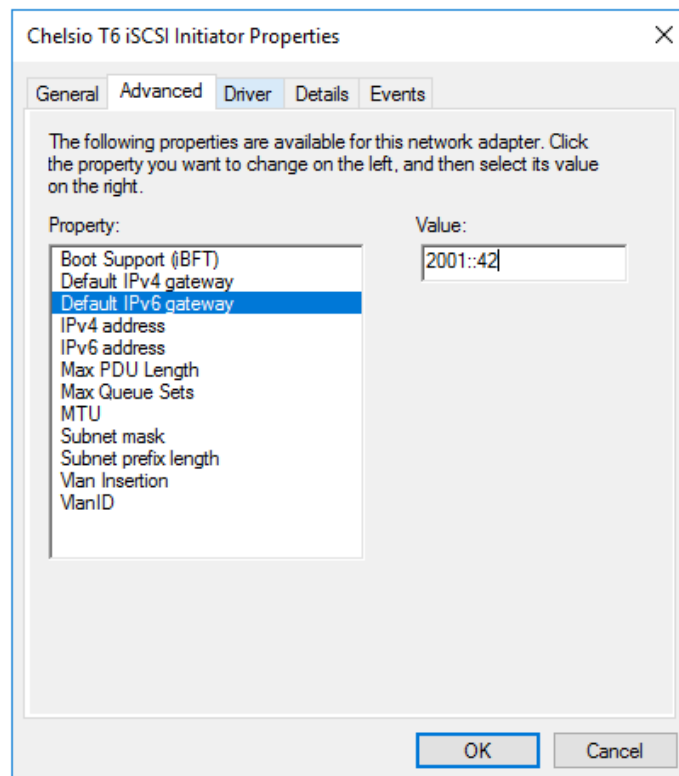 Chelsio T6 iSCSI Initiator Properties
General Advanced Driver Details Events
The following properties are available for this network adapter. Click
the property you want to change on the left, and then select its value
on the right.
Property:
Value:
Boot Support (iBFT)
Default IPv4 gateway
Default IPv6 gateway
IPv4 address
IPv6 address
Max PDU Length
Max Queue Sets
MTU
Subnet mask
Subnet prefix length
Vlan Insertion
VlanID
2001::42
OK
Cancel